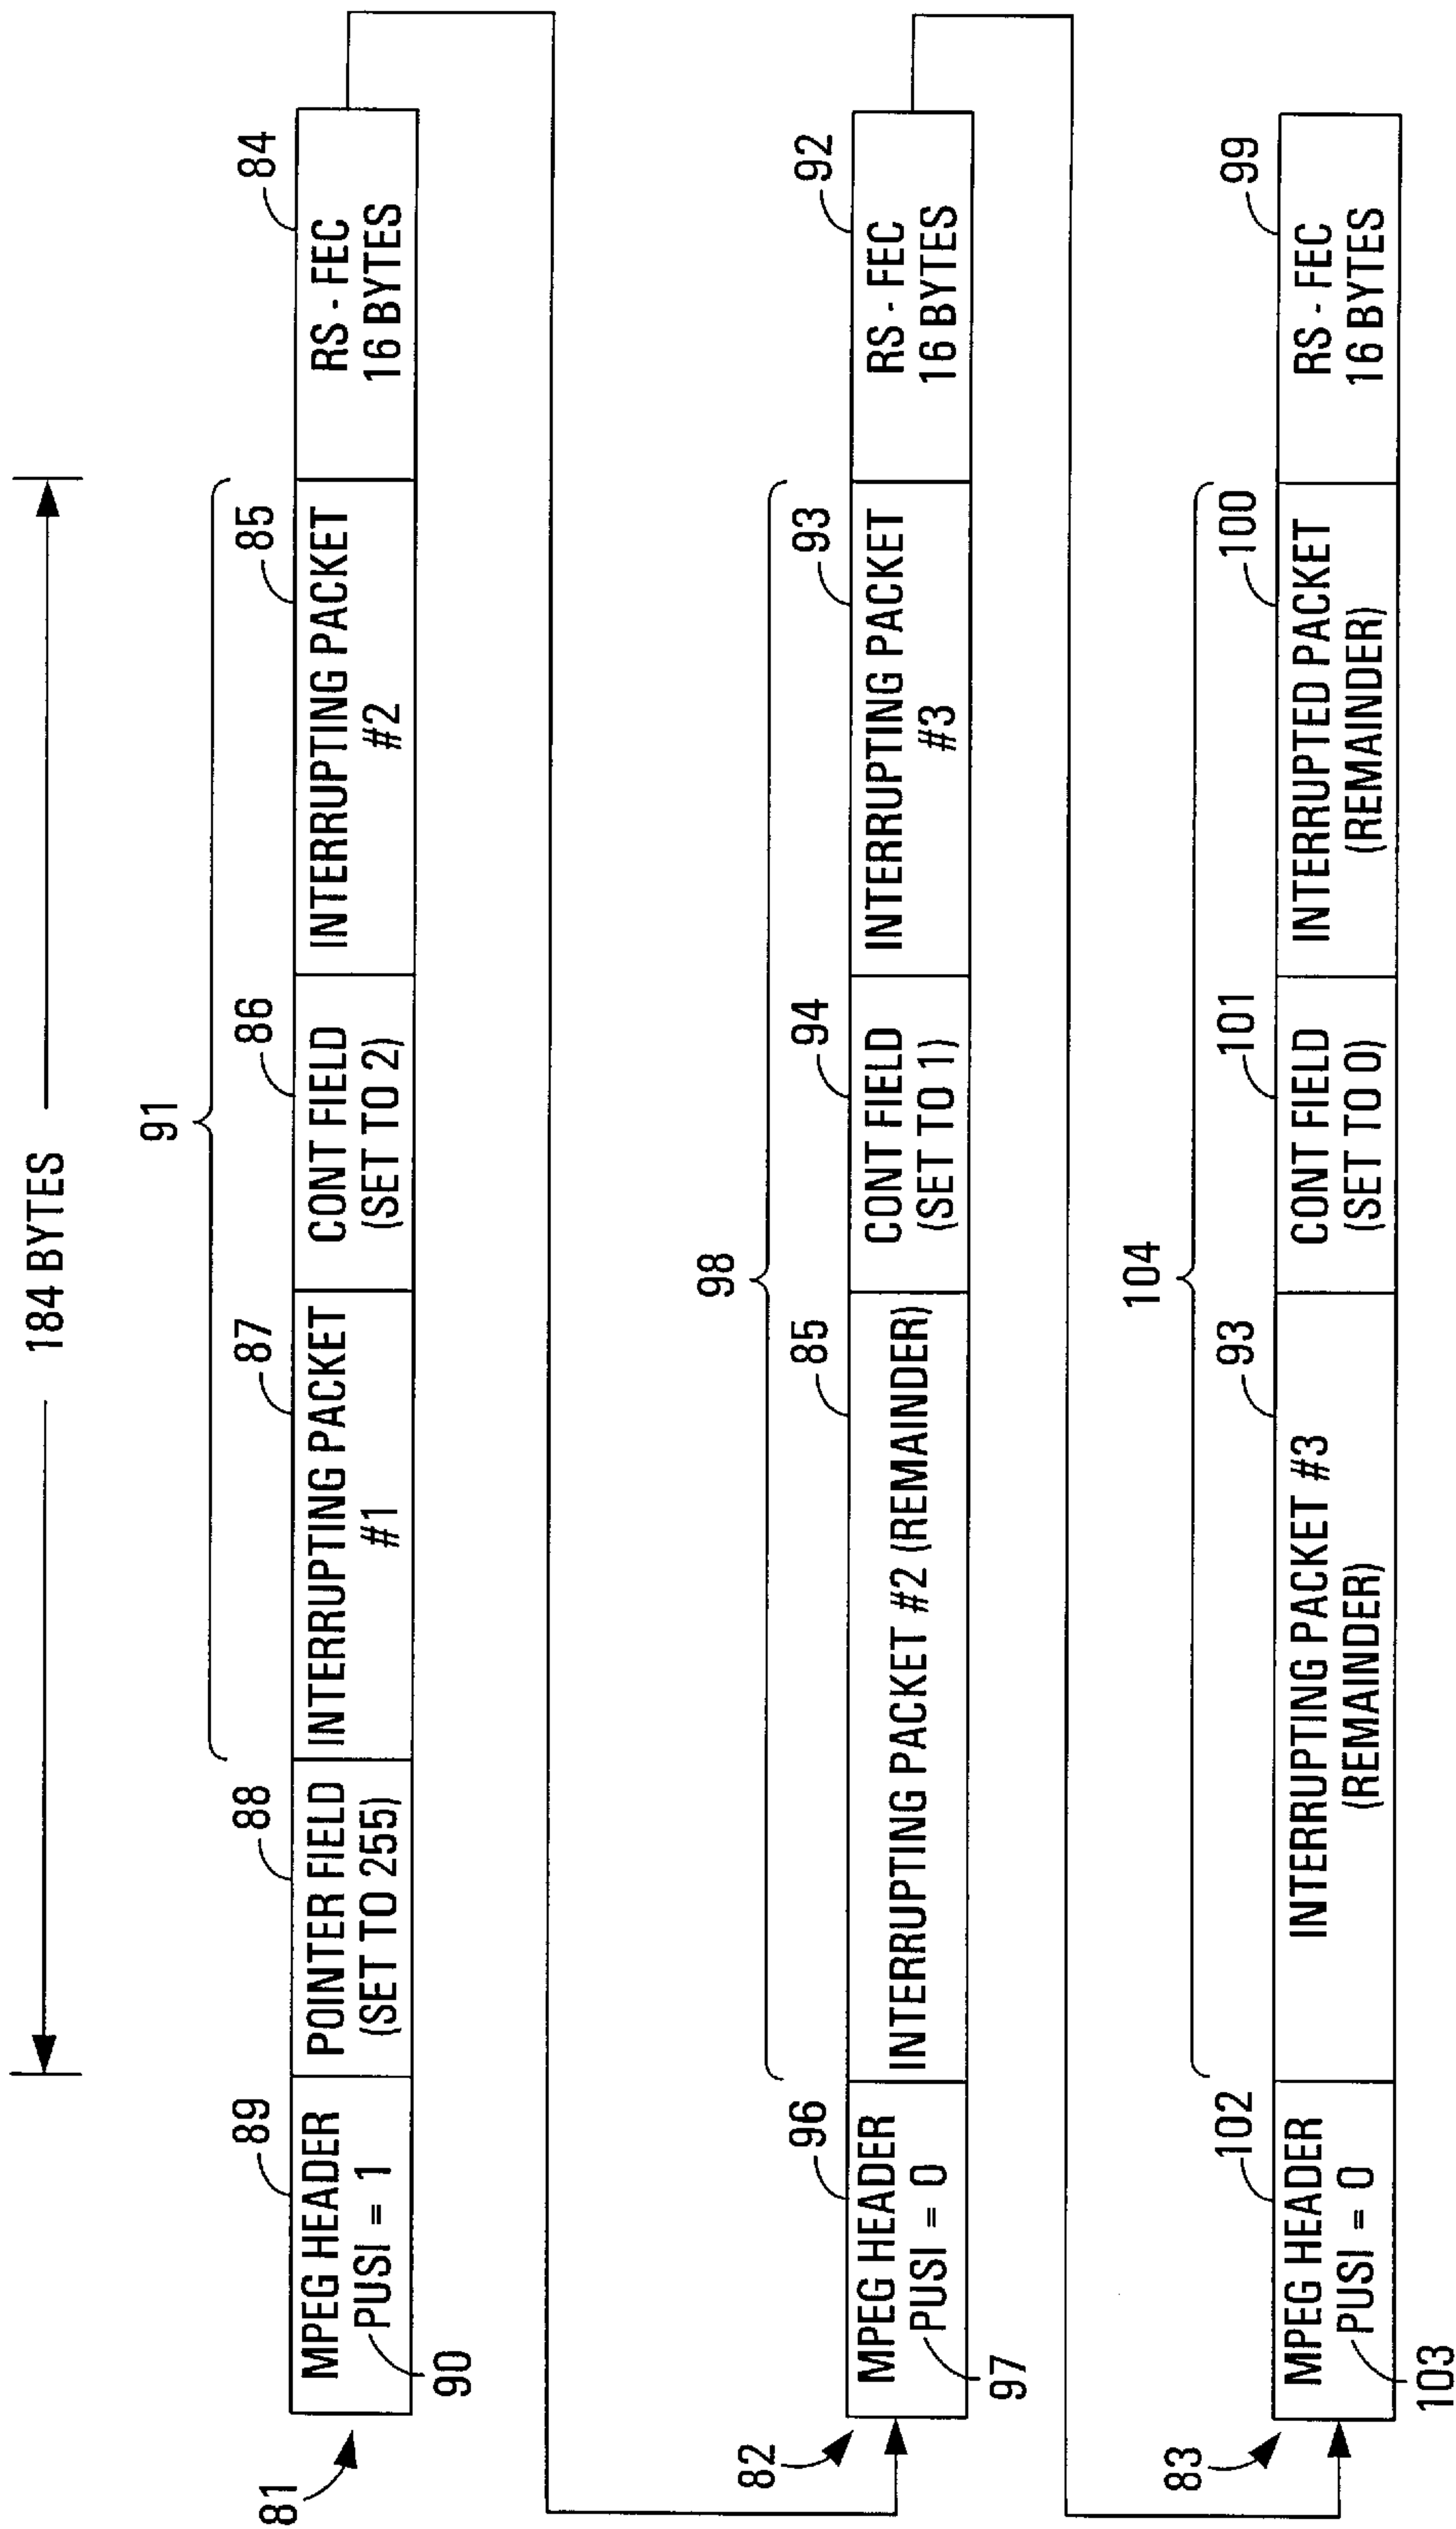 184 BYTES
91
89
88
87
86
85
84
MPEG HEADER
PUSI = 1
POINTER FIELD
(SET TO 255)
INTERRUPTING PACKET
#1
CONT FIELD
(SET TO 2)
INTERRUPTING PACKET
#2
RS - FEC
16 BYTES
81
90
98
96
85
94
93
92
MPEG HEADER
PUSI = 0
INTERRUPTING PACKET #2 (REMAINDER)
CONT FIELD
(SET TO 1)
INTERRUPTING PACKET
#3
RS - FEC
16 BYTES
82
97
104
102
93
101
100
99
MPEG HEADER
PUSI = 0
INTERRUPTING PACKET #3
(REMAINDER)
CONT FIELD
(SET TO 0)
INTERRUPTED PACKET
(REMAINDER)
RS - FEC
16 BYTES
83
103